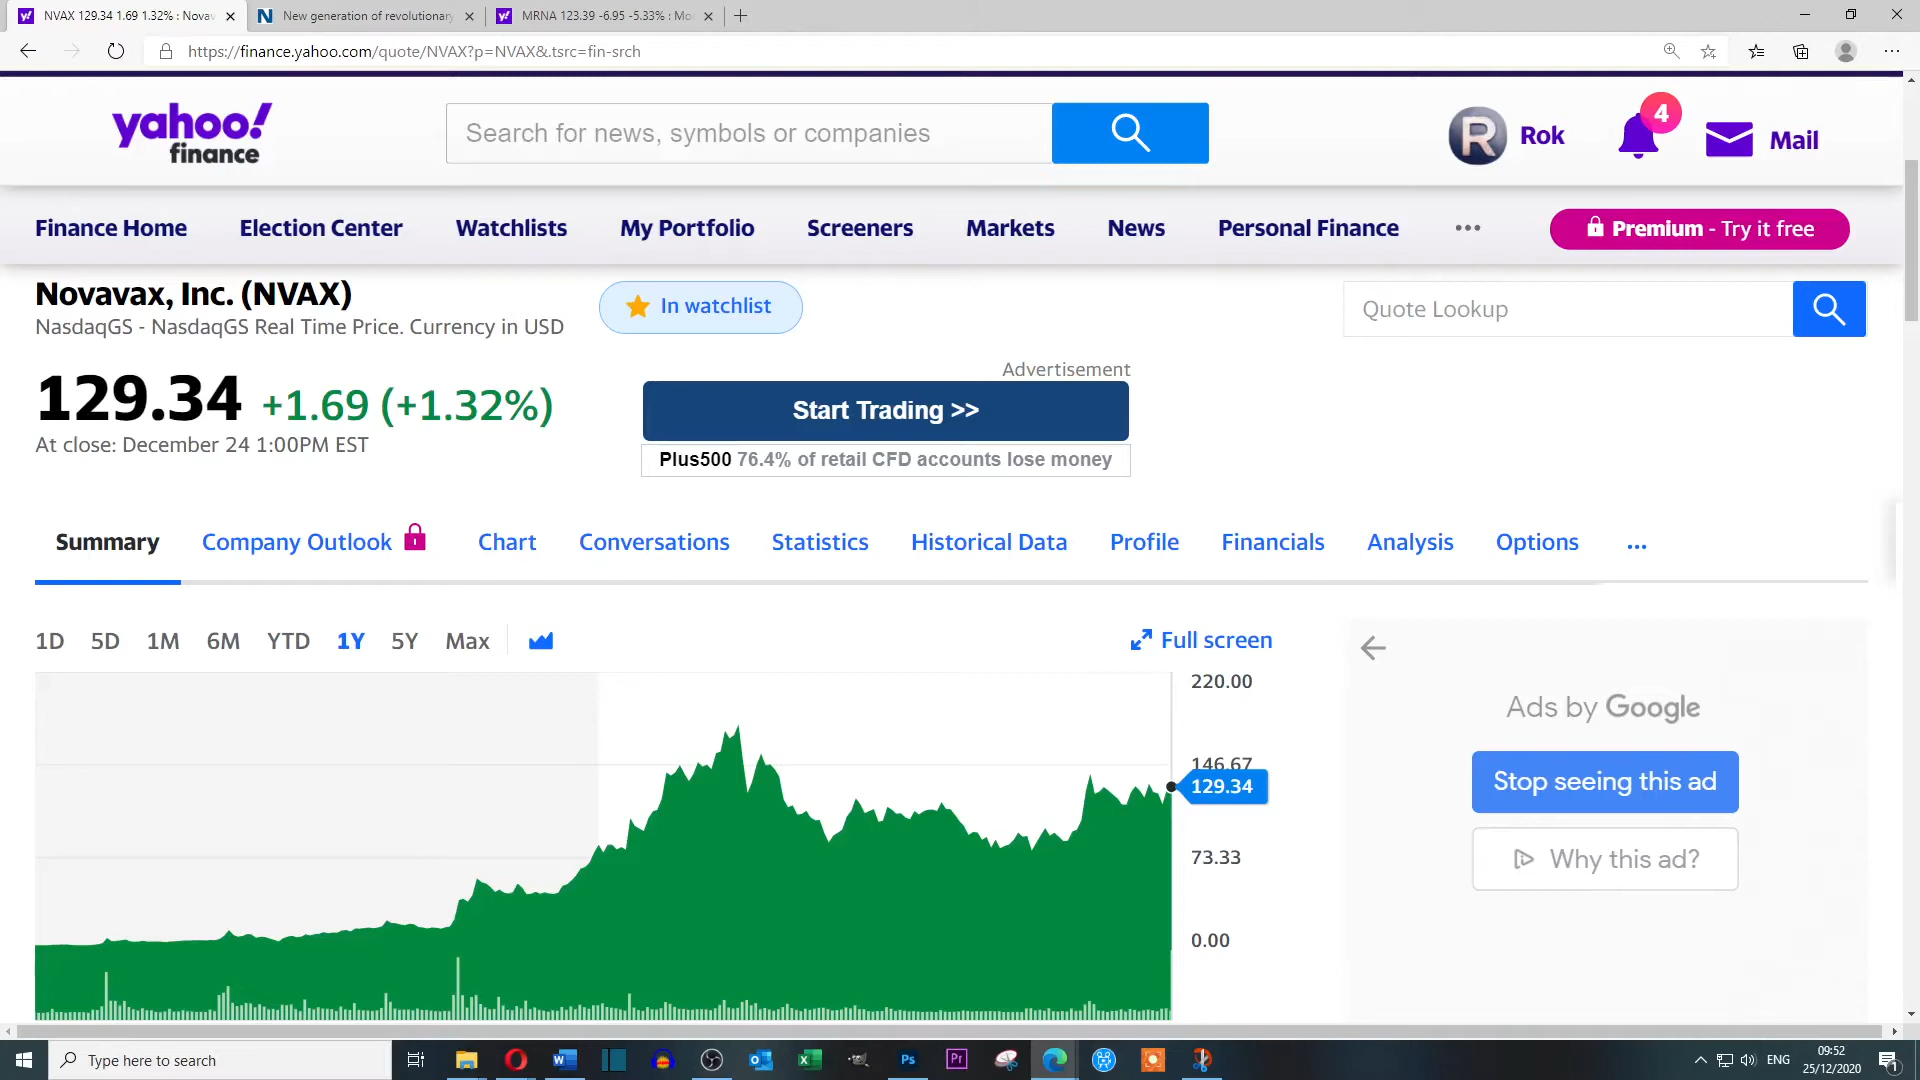 NVAX 129.34 1.69 1.32% : Nova
New generation of revolutionary
MRNA 123.39 -6.95 -5.33% : Mo
https://finance.yahoo.com/quote/NVAX?p=NVAX&.tsrc=fin-srch
yahoo!
finance
Search for news, symbols or companies
R
Rok
4
Mail
Finance Home
Election Center
Watchlists
My Portfolio
Screeners
Markets
News
Personal Finance
Premium - Try it free
Novavax, Inc. (NVAX)
NasdaqGS - NasdaqGS Real Time Price. Currency in USD
In watchlist
Quote Lookup
129.34 +1.69 (+1.32%)
At close: December 24 1:00PM EST
Advertisement
Start Trading >>
Plus500 76.4% of retail CFD accounts lose money
Summary
Company Outlook
Chart
Conversations
Statistics
Historical Data
Profile
Financials
Analysis
Options
1D 5D 1M 6M YTD 1Y 5Y Max
Full screen
220.00
146.67
129.34
73.33
0.00
Ads by Google
Stop seeing this ad
Why this ad?
Type here to search
Ps
Pr
ENG
09:52
25/12/2020
1